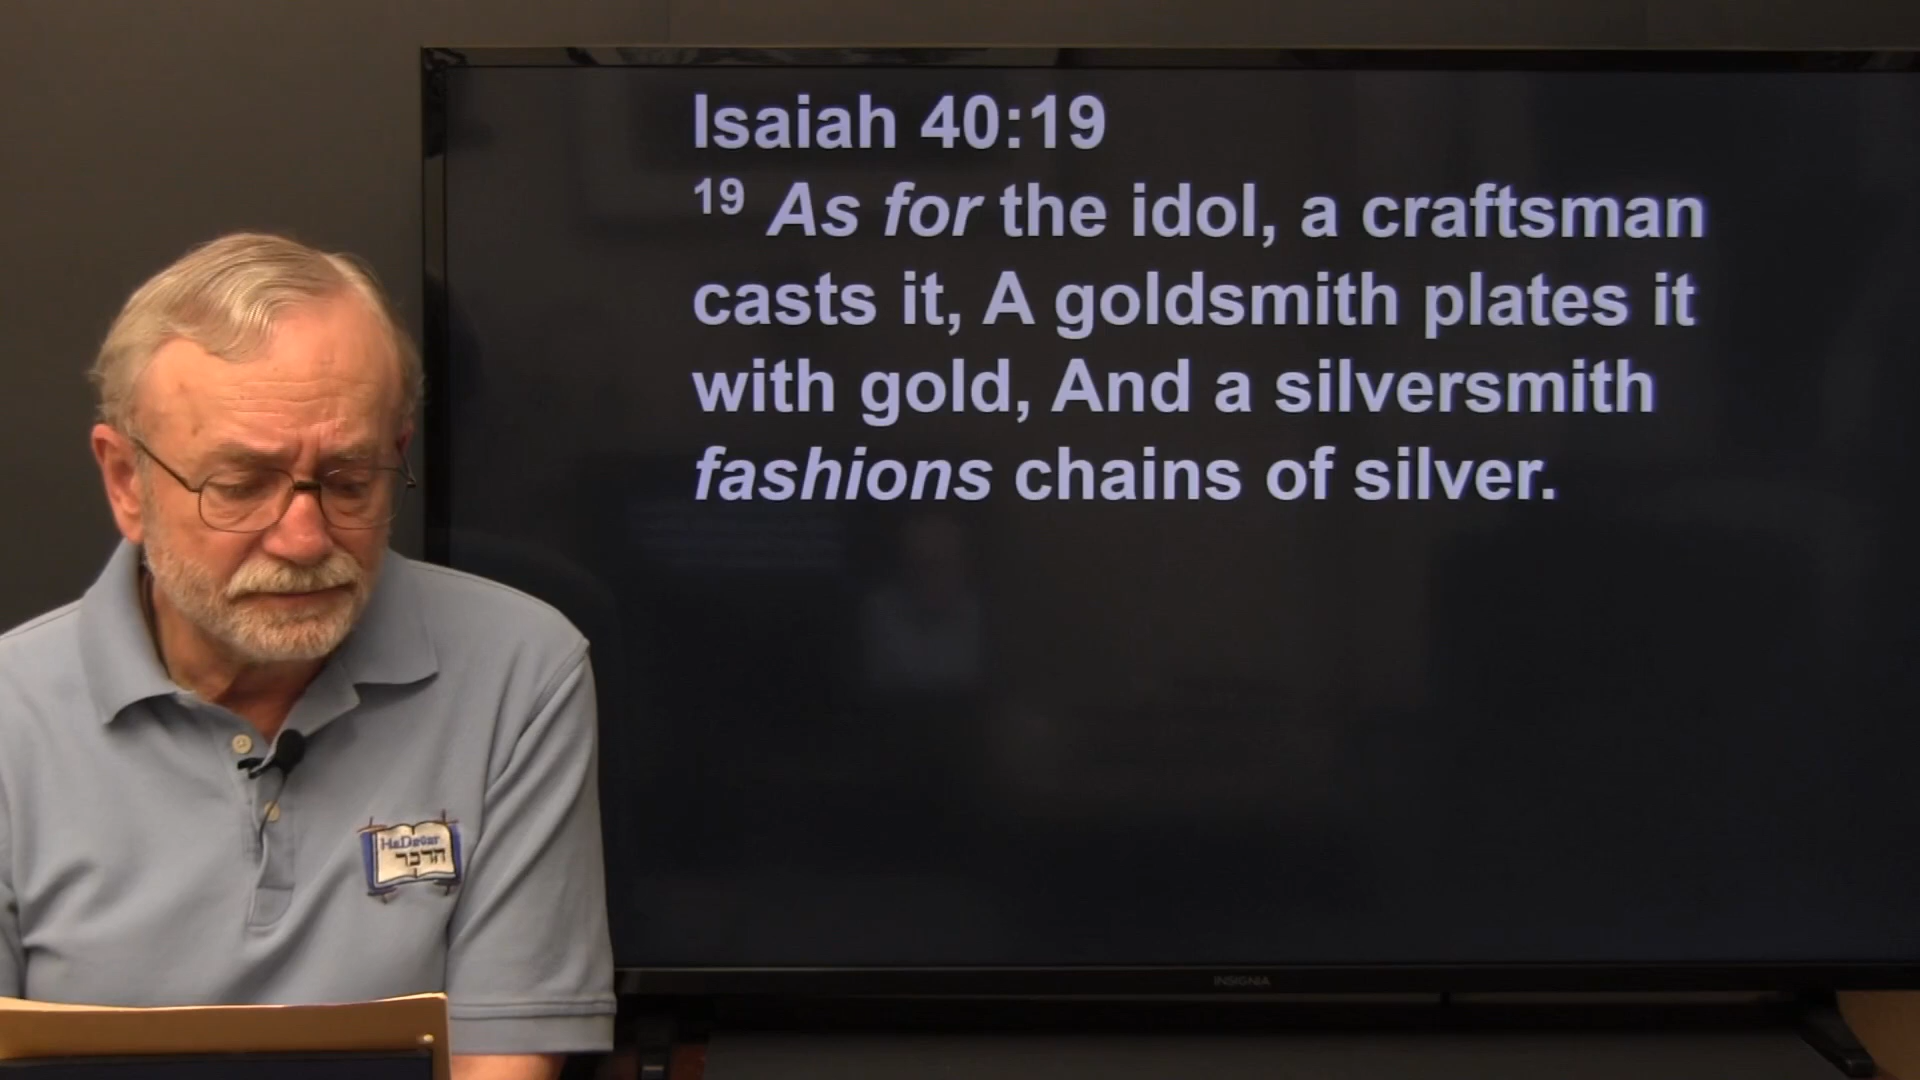 Isaiah 40:19
19 As for the idol, a craftsman
casts it, A goldsmith plates it
with gold, And a silversmith
fashions chains of silver.
HaDavar
הדבר
INSIGNIA